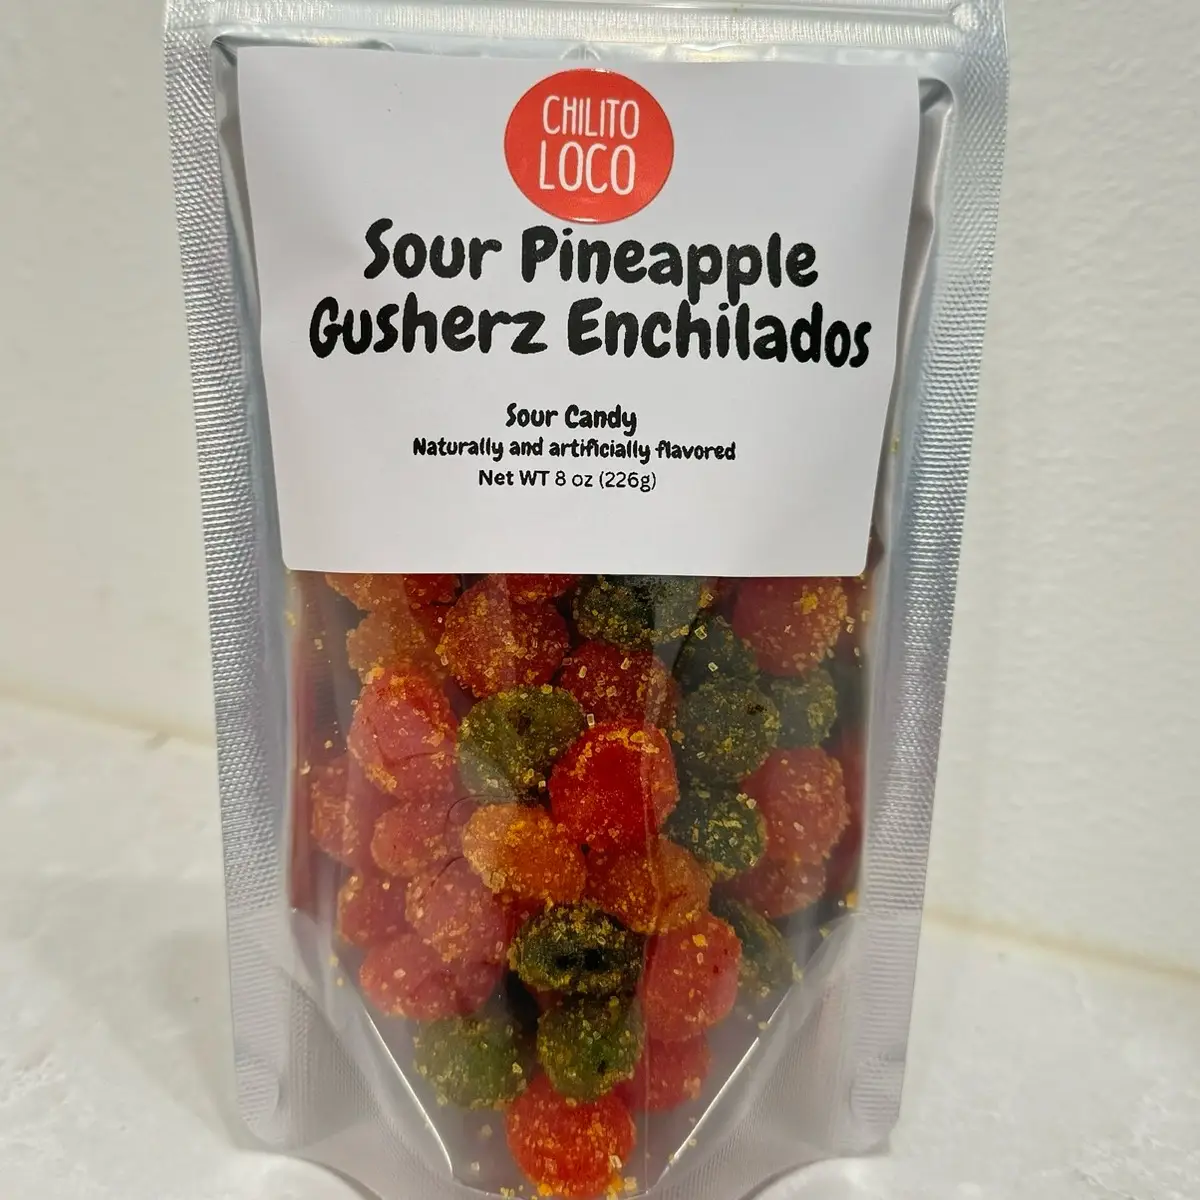 CHILITO
LOCO
Sour Pineapple
Gusherz Enchilados
Sour Candy
Naturally and artificially flavored
Net WT 8 oz (226g)